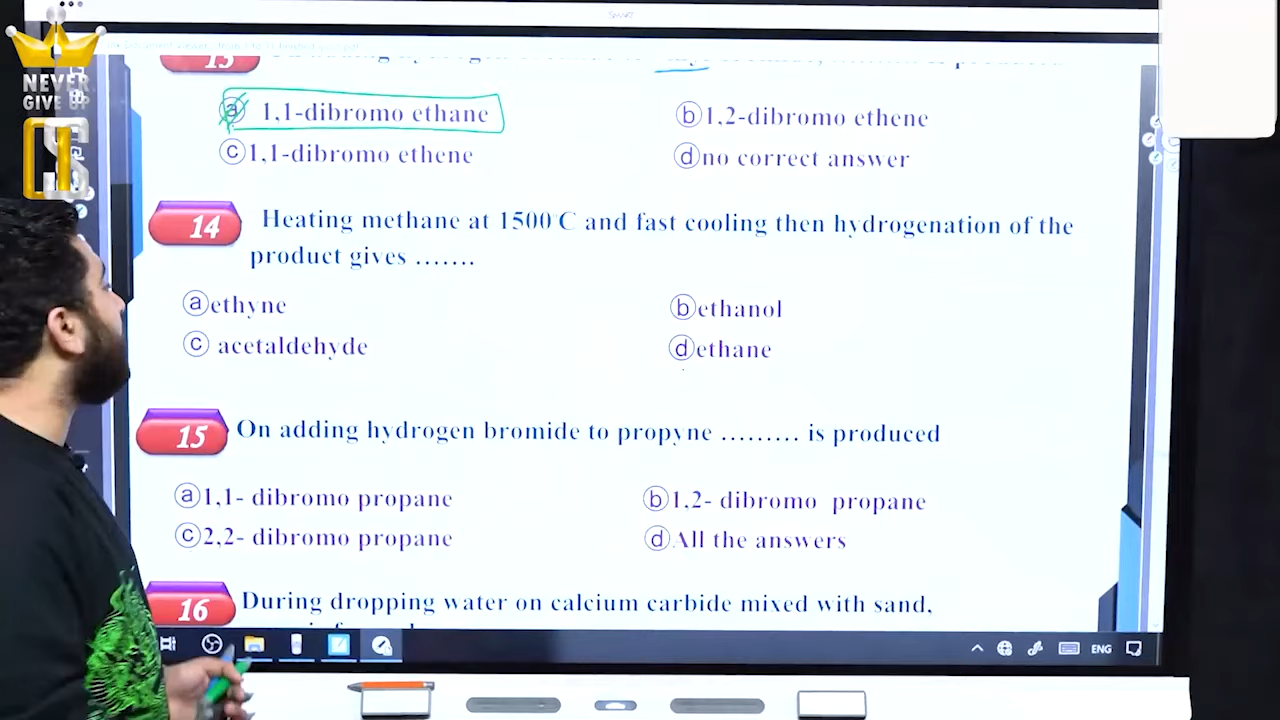 NEVER
GIVE UP
13
a 1,1-dibromo ethane
b 1,2-dibromo ethene
c 1,1-dibromo ethene
d no correct answer
14 Heating methane at 1500°C and fast cooling then hydrogenation of the
product gives .......
a ethyne
b ethanol
c acetaldehyde
d ethane
15 On adding hydrogen bromide to propyne ......... is produced
a 1,1- dibromo propane
b 1,2- dibromo propane
c 2,2- dibromo propane
d All the answers
16 During dropping water on calcium carbide mixed with sand,
ENG